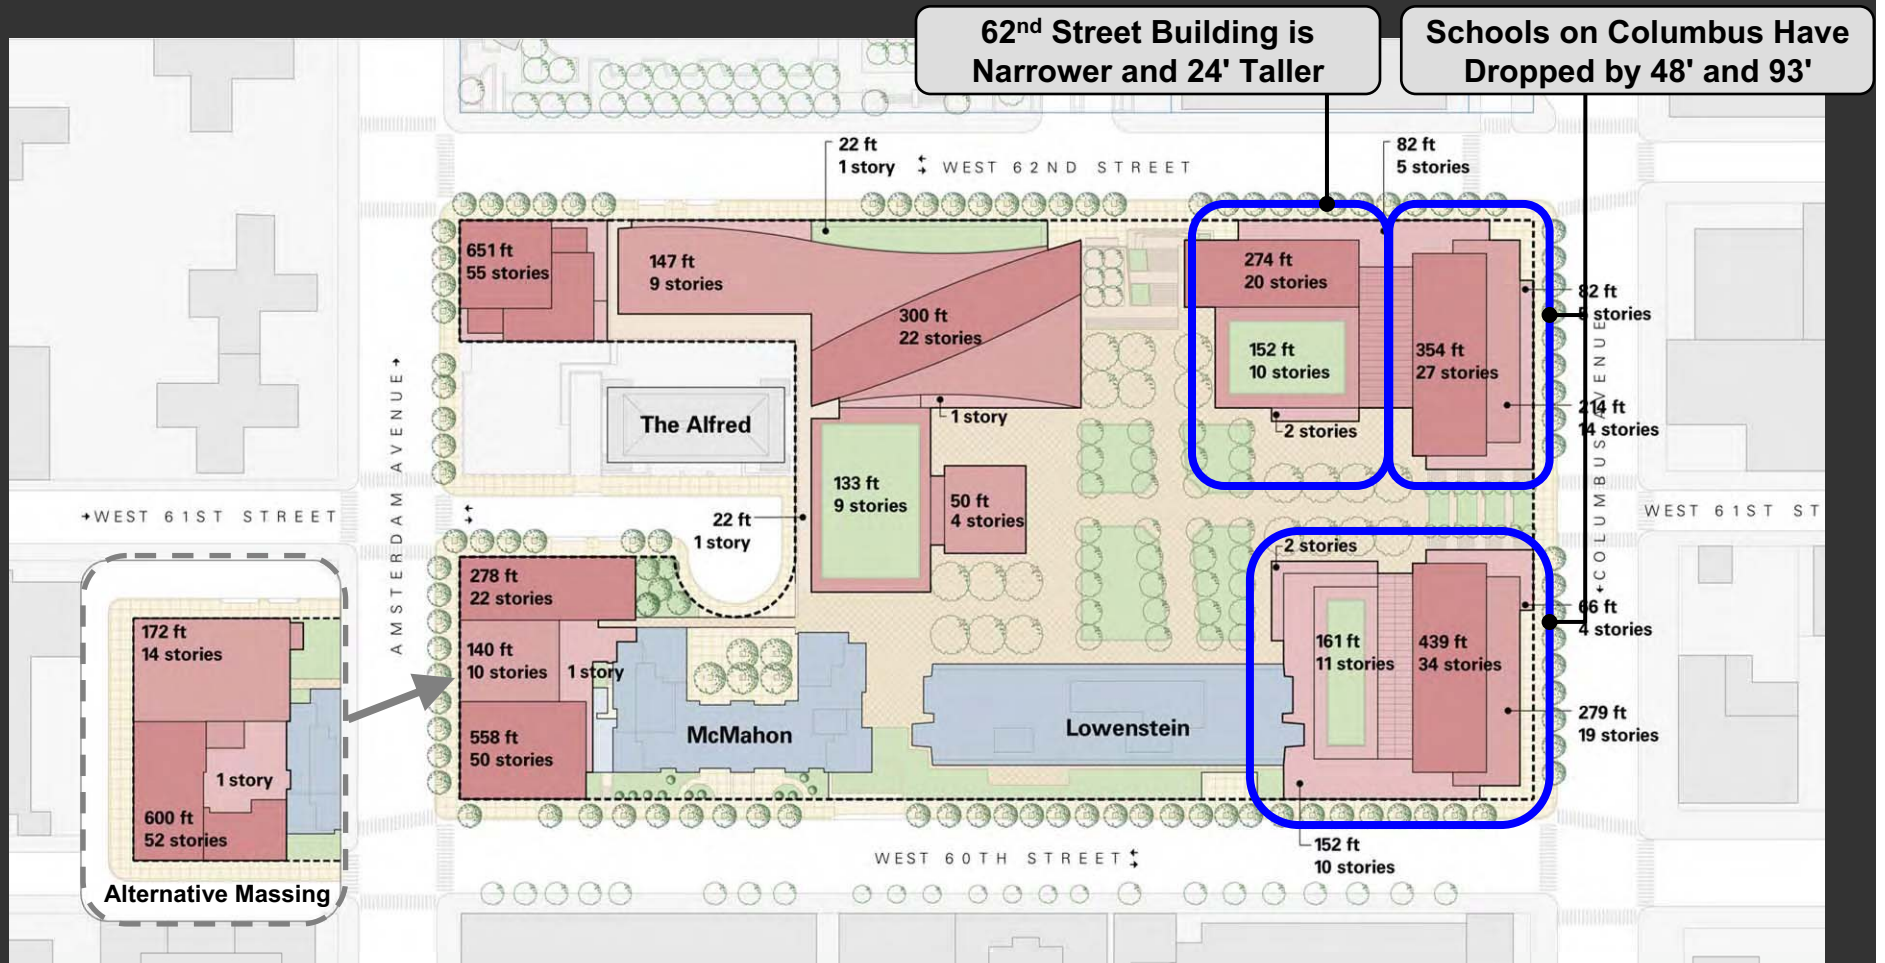 62nd Street Building is
Narrower and 24' Taller
Schools on Columbus Have
Dropped by 48' and 93'
22 ft
1 story
WEST 62ND STREET
82 ft
5 stories
651 ft
55 stories
147 ft
9 stories
300 ft
22 stories
274 ft
20 stories
152 ft
10 stories
354 ft
27 stories
82 ft
5 stories
214 ft
14 stories
1 story
2 stories
The Alfred
AMSTERDAM AVENUE
COLUMBUS AVENUE
133 ft
9 stories
50 ft
4 stories
22 ft
1 story
WEST 61ST STREET
WEST 61ST ST
2 stories
278 ft
22 stories
140 ft
10 stories
1 story
558 ft
50 stories
McMahon
Lowenstein
161 ft
11 stories
439 ft
34 stories
66 ft
4 stories
279 ft
19 stories
152 ft
10 stories
WEST 60TH STREET
172 ft
14 stories
1 story
600 ft
52 stories
Alternative Massing